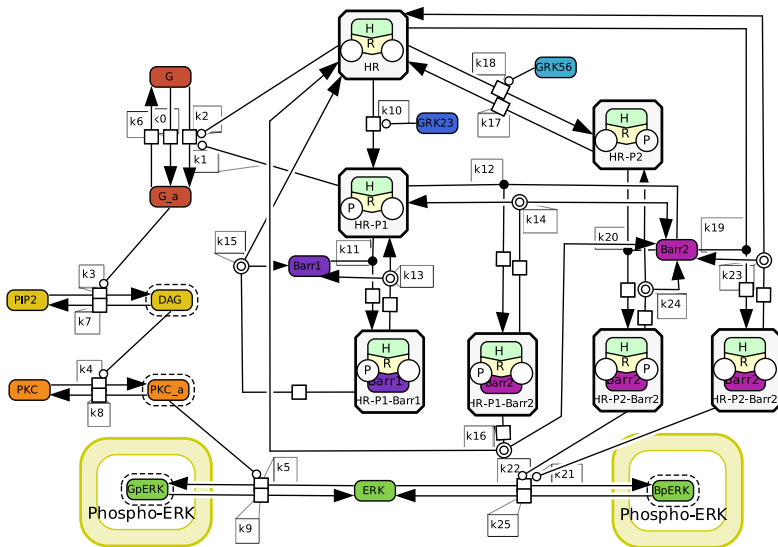 H
R
HR
k18
GRK56
G
k6
k0
k2
k10
GRK23
k17
H
R
P
HR-P2
k1
k12
H
R
P
HR-P1
G_a
k14
k15
k11
k20
k19
Barr2
Barr1
k3
k13
k23
k24
PIP2
DAG
k7
H
R
P
Barr1
HR-P1-Barr1
H
R
P
Barr2
HR-P1-Barr2
H
R
P
Barr2
HR-P2-Barr2
H
R
Barr2
HR-P2-Barr2
k4
PKC
PKC_a
k8
k16
k5
k22
k21
GpERK
ERK
BpERK
Phospho-ERK
Phospho-ERK
k9
k25